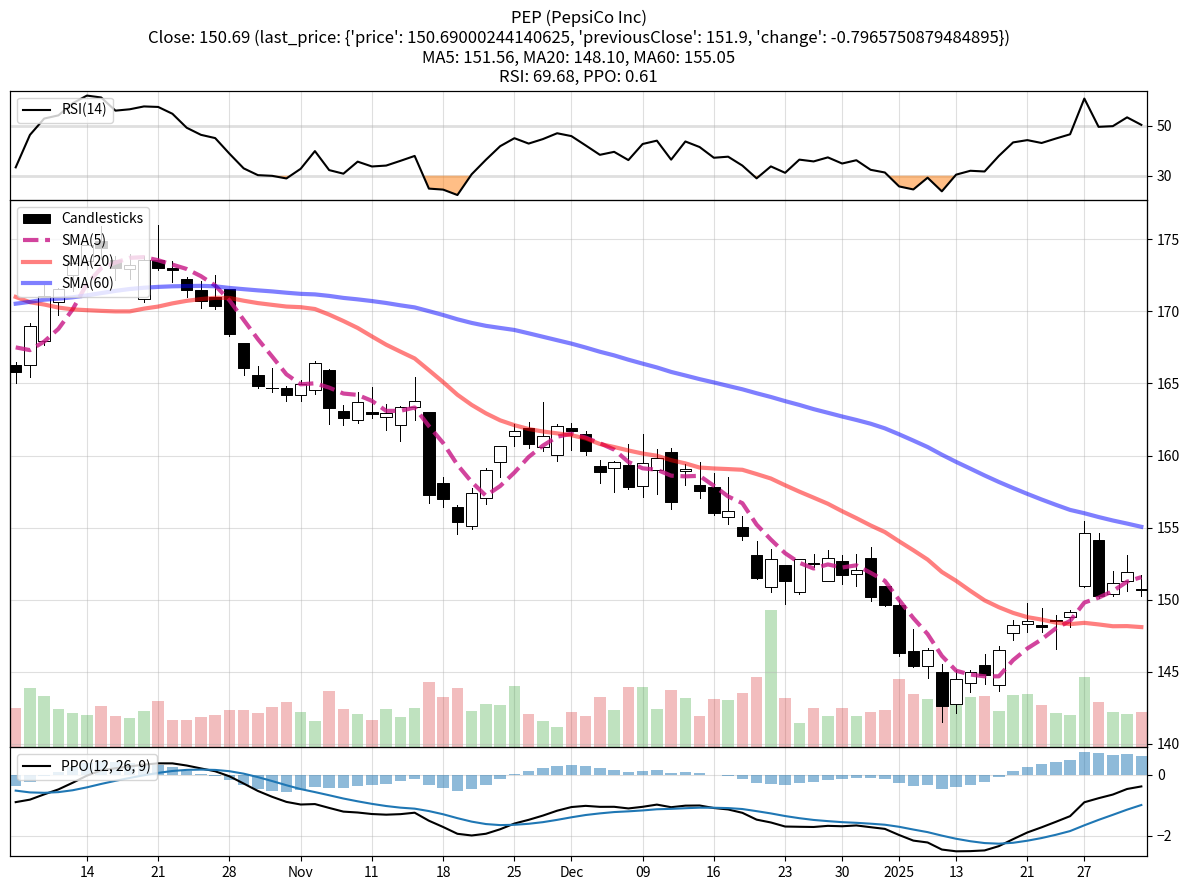 PEP (PepsiCo Inc)
Close: 150.69 (last_price: {'price': 150.69000244140625, 'previousClose': 151.9, 'change': -0.7965750879484895})
MA5: 151.56, MA20: 148.10, MA60: 155.05
RSI: 69.68, PPO: 0.61
RSI(14)
50
30
Candlesticks
SMA(5)
SMA(20)
SMA(60)
175
170
165
160
155
150
145
140
PPO(12, 26, 9)
0
−2
14 21 28 Nov 11 18 25 Dec 09 16 23 30 2025 13 21 27